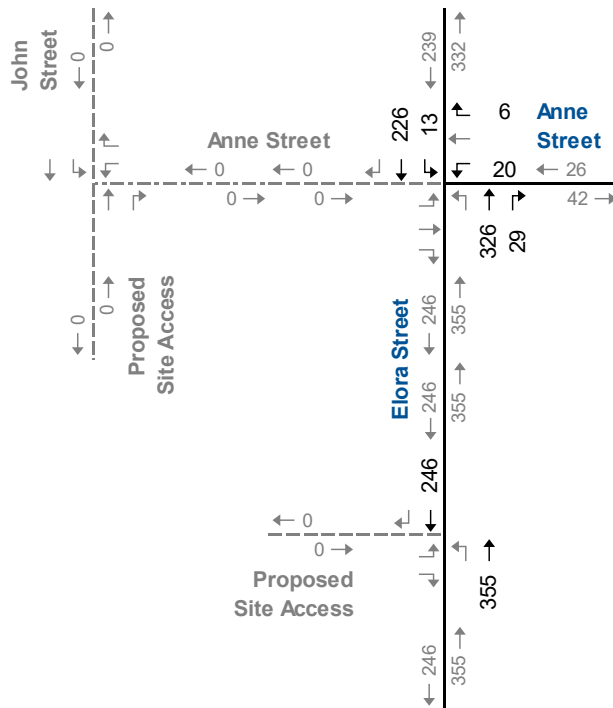 John
Street
0
0
239
332
Anne Street
226
13
6
Anne
Street
0
0
20
26
0
0
42
326
29
0
0
Proposed
Site Access
Elora Street
246
355
246
355
246
0
0
Proposed
Site Access
355
246
355